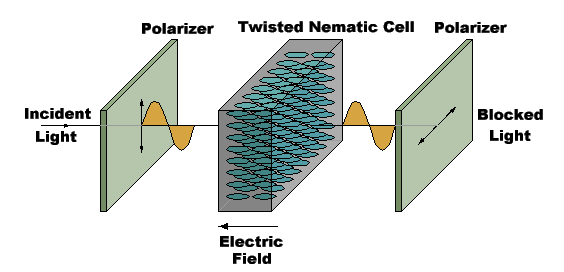 Polarizer
Twisted Nematic Cell
Polarizer
Incident
Light
Blocked
Light
Electric
Field